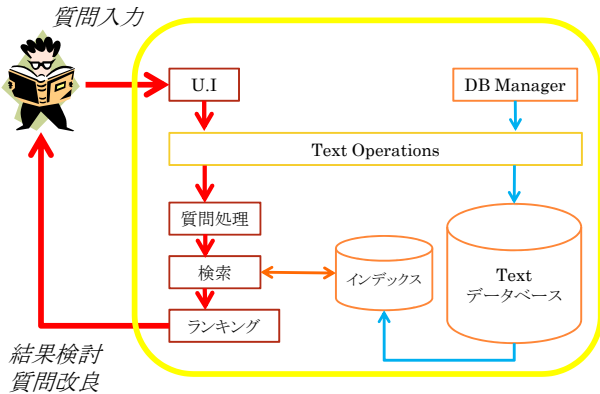 質問入力
U.I
DB Manager
Text Operations
質問処理
検索
インデックス
Text
データベース
ランキング
結果検討
質問改良